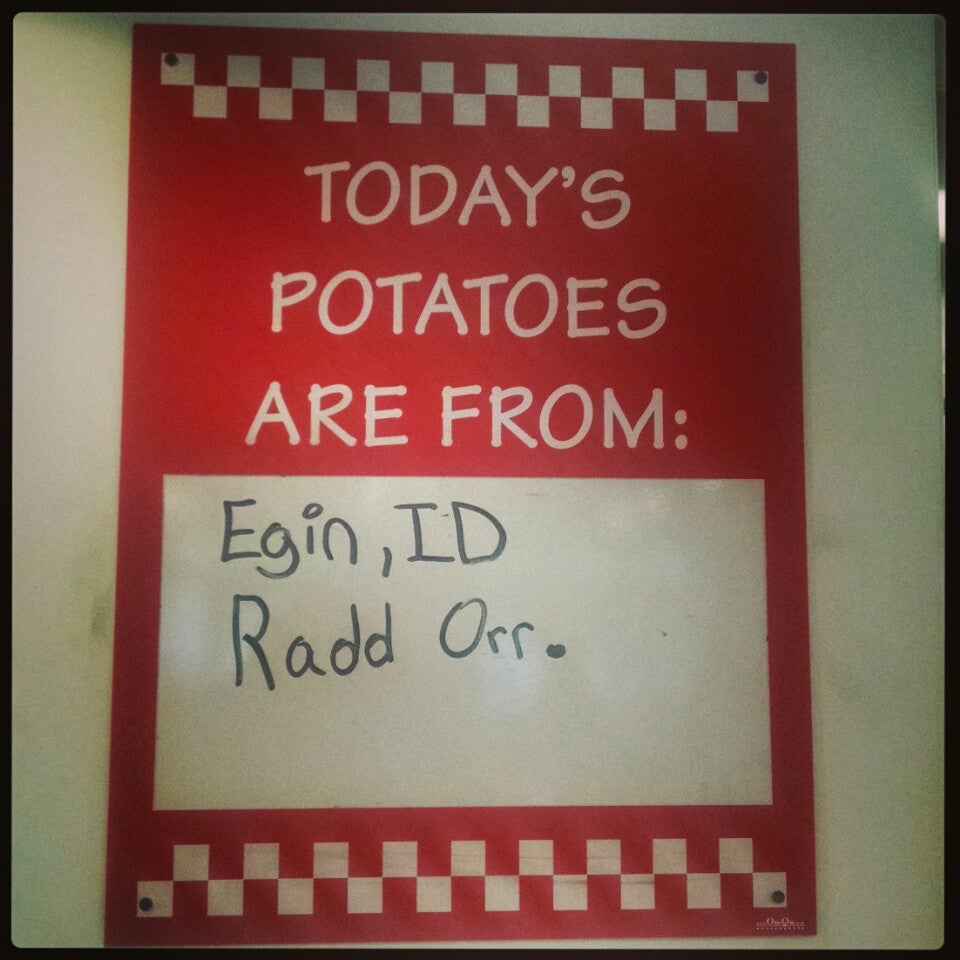 TODAY'S
POTATOES
ARE FROM:
Egin, ID
Radd Orr.